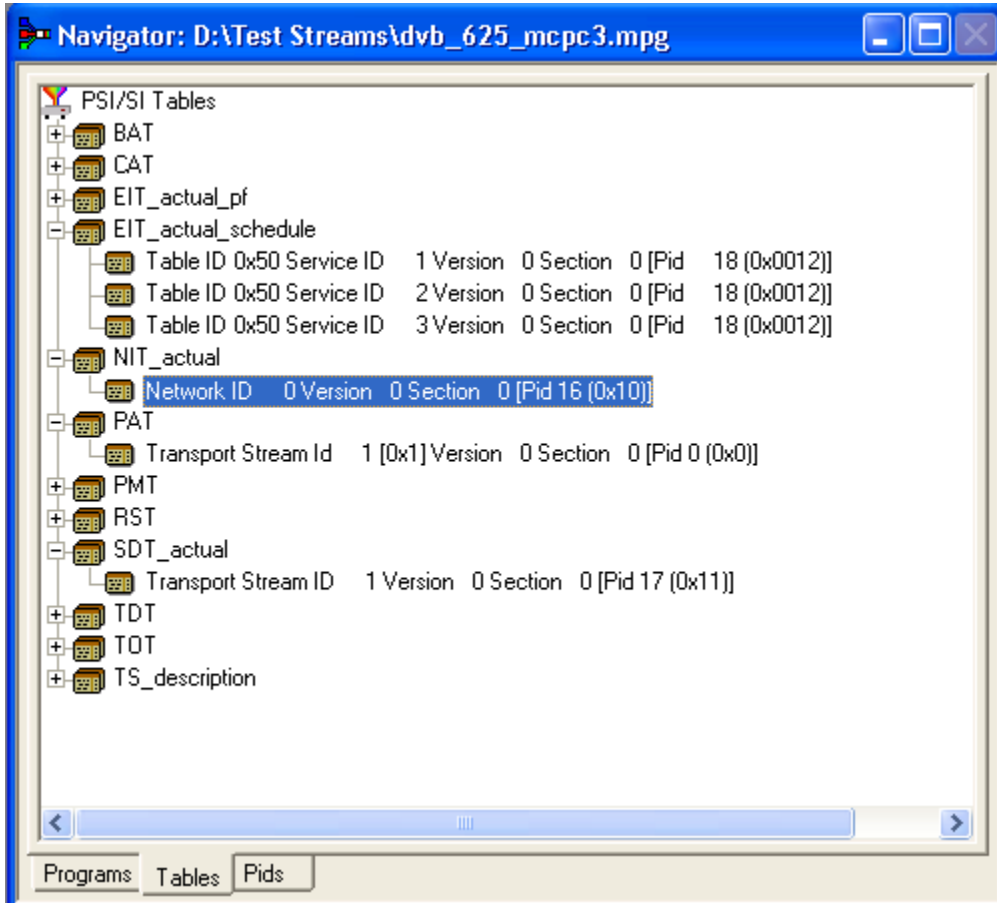 Navigator: D:\Test Streams\dvb_625_mcpc3.mpg
PSI/SI Tables
BAT
CAT
EIT_actual_pf
EIT_actual_schedule
Table ID 0x50 Service ID 1 Version 0 Section 0 [Pid 18 (0x0012)]
Table ID 0x50 Service ID 2 Version 0 Section 0 [Pid 18 (0x0012)]
Table ID 0x50 Service ID 3 Version 0 Section 0 [Pid 18 (0x0012)]
NIT_actual
Network ID 0 Version 0 Section 0 [Pid 16 (0x10)]
PAT
Transport Stream Id 1 [0x1] Version 0 Section 0 [Pid 0 (0x0)]
PMT
RST
SDT_actual
Transport Stream ID 1 Version 0 Section 0 [Pid 17 (0x11)]
TDT
TOT
TS_description
Programs Tables Pids